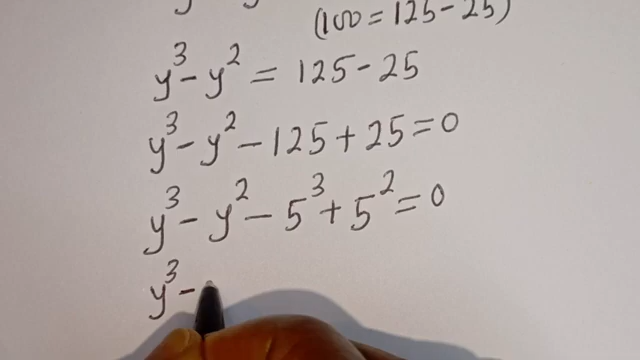 (100 = 125 - 25)
y³ - y² = 125 - 25
y³ - y² - 125 + 25 = 0
y³ - y² - 5³ + 5² = 0
y³ -